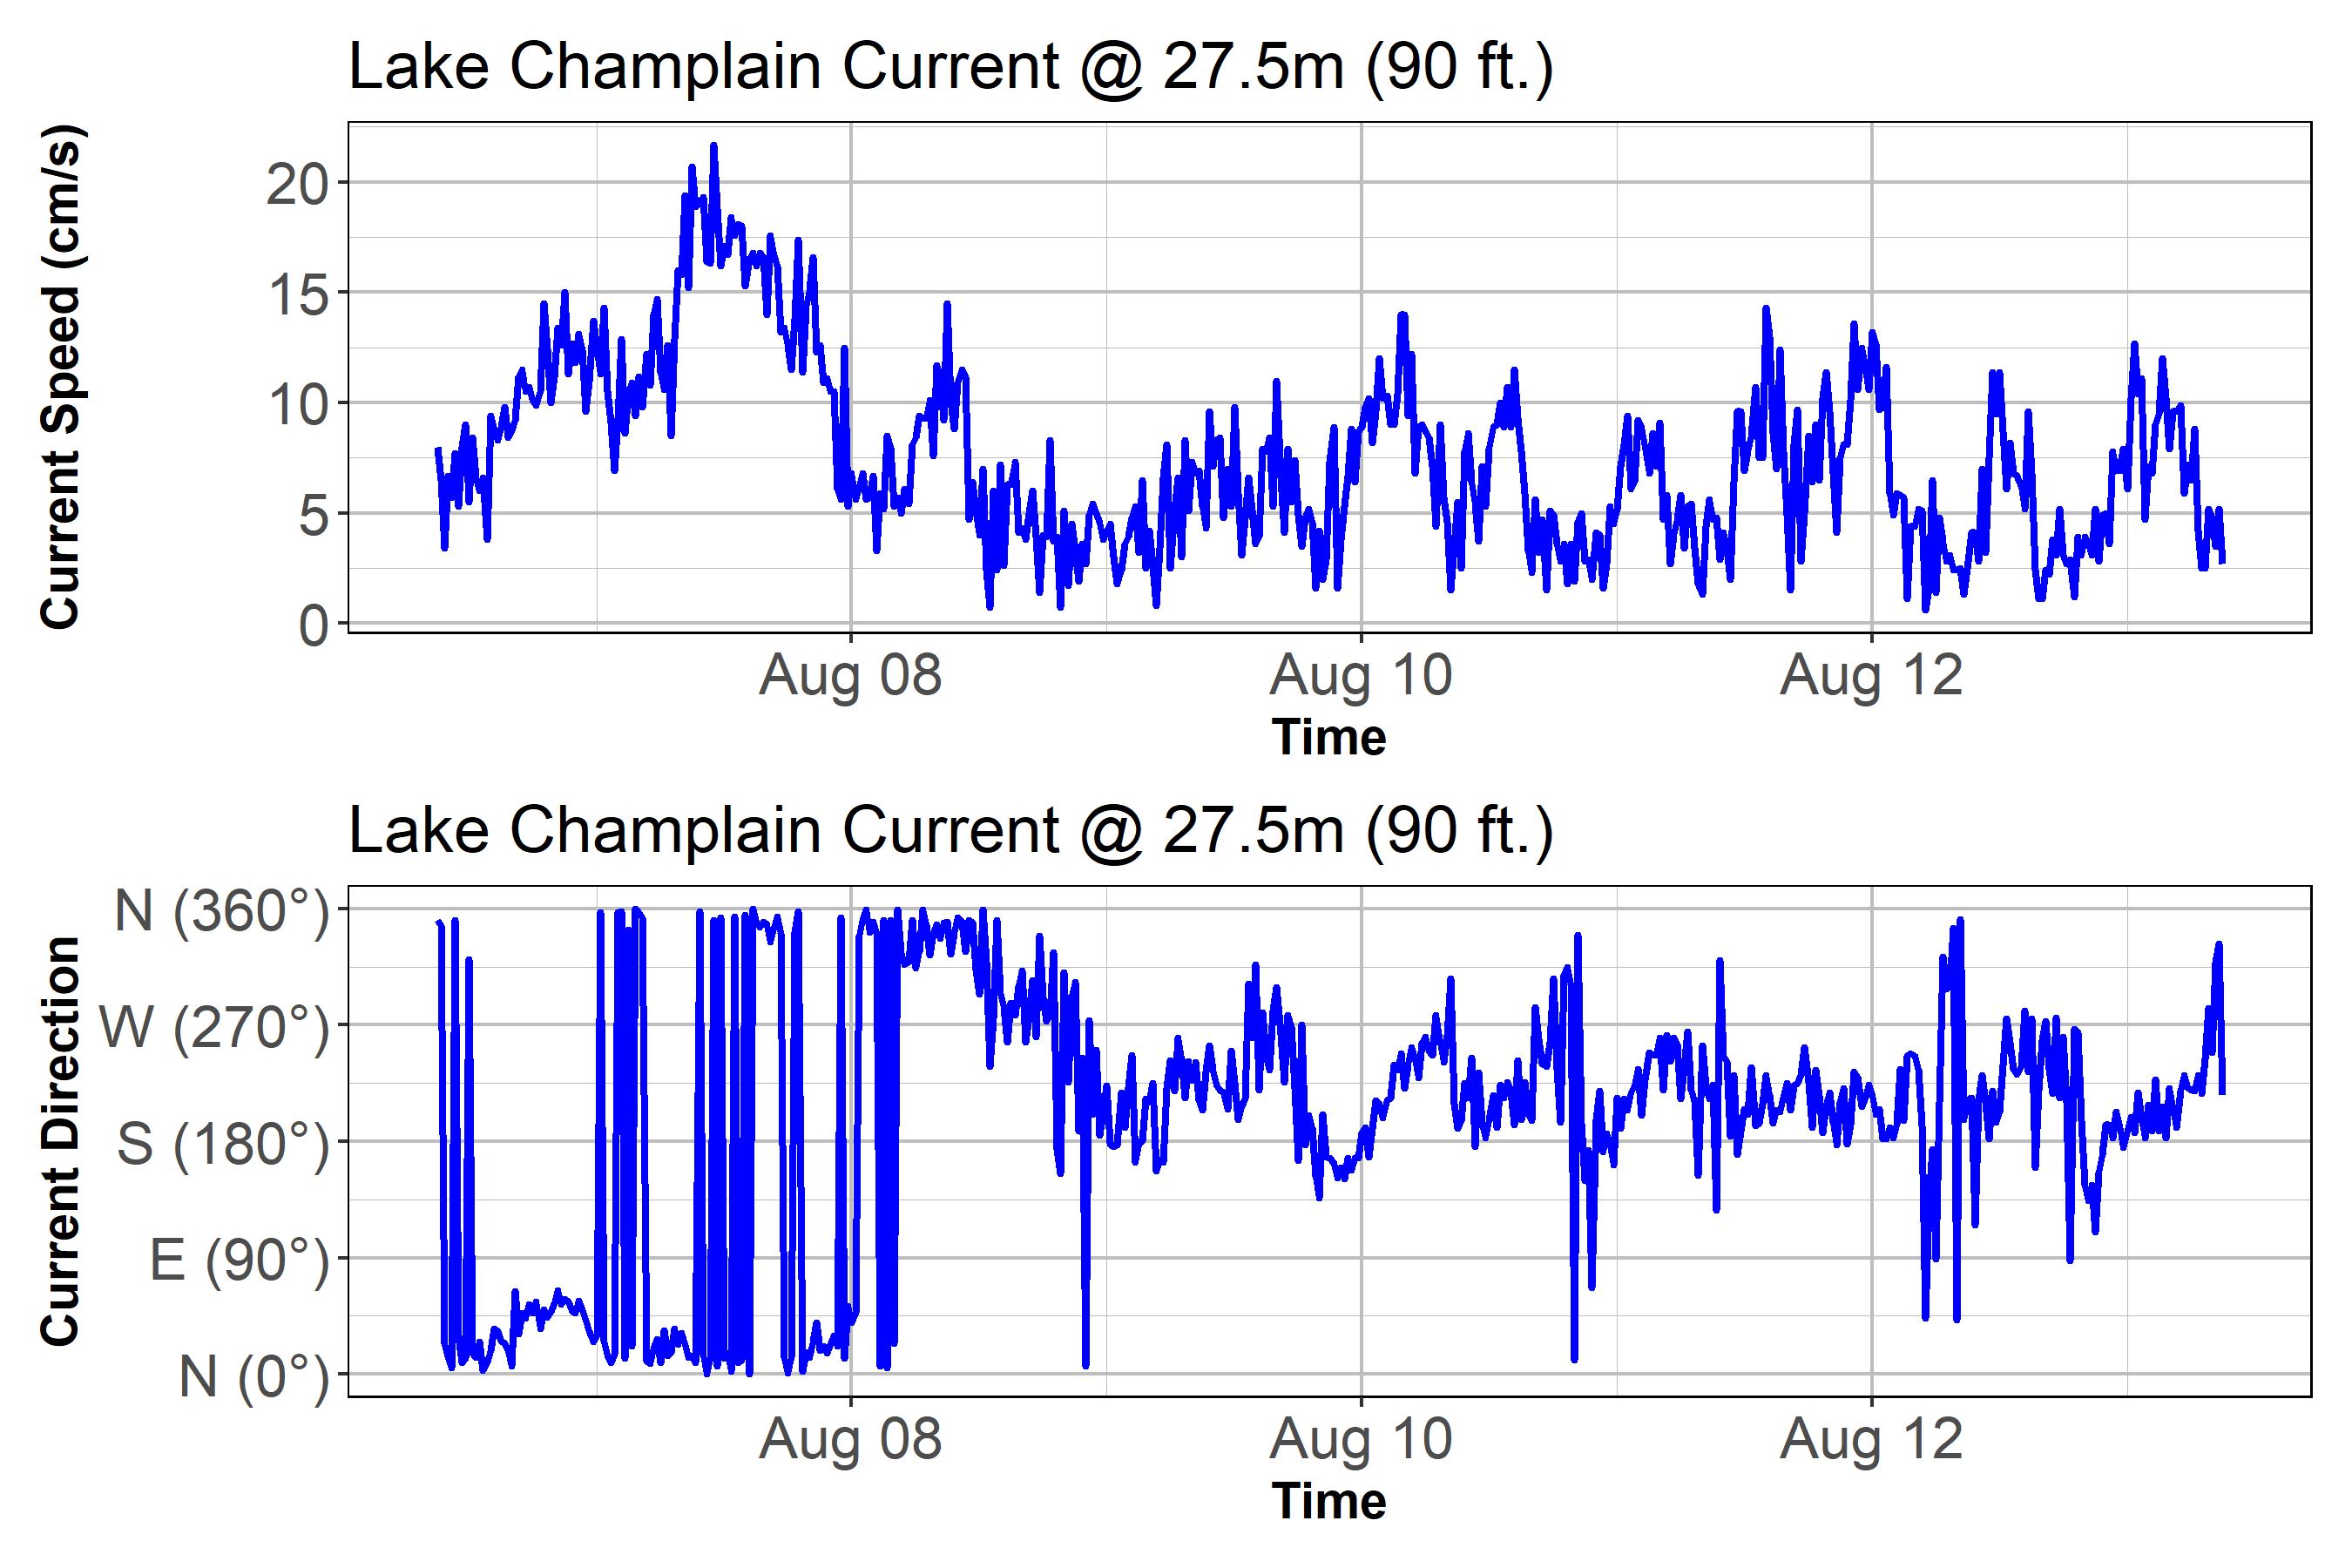 Lake Champlain Current @ 27.5m (90 ft.)
Current Speed (cm/s)
20
15
10
5
0
Aug 08 Aug 10 Aug 12
Time
Lake Champlain Current @ 27.5m (90 ft.)
Current Direction
N (360°)
W (270°)
S (180°)
E (90°)
N (0°)
Aug 08 Aug 10 Aug 12
Time